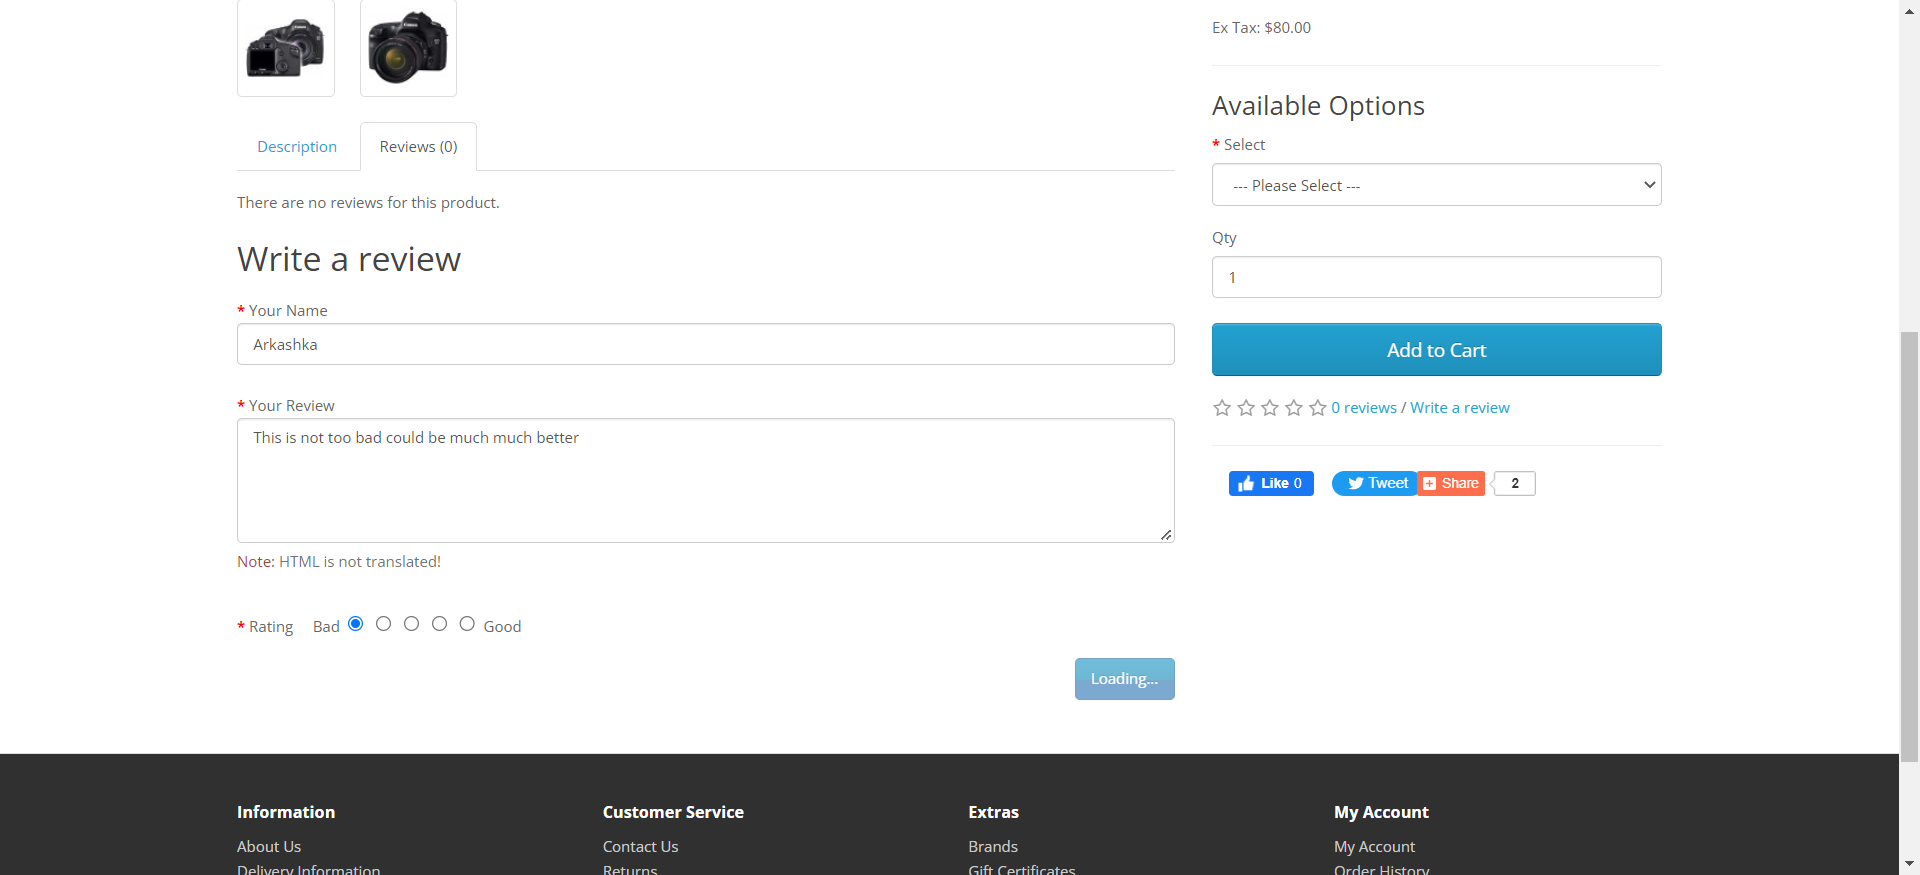 Ex Tax: $80.00
Available Options
* Select
--- Please Select ---
Qty
1
Add to Cart
0 reviews / Write a review
Like 0
Tweet
Share
2
Description
Reviews (0)
There are no reviews for this product.
Write a review
* Your Name
Arkashka
* Your Review
This is not too bad could be much much better
Note: HTML is not translated!
* Rating Bad Good
Loading...
Information
About Us
Delivery Information
Customer Service
Contact Us
Returns
Extras
Brands
Gift Certificates
My Account
My Account
Order History